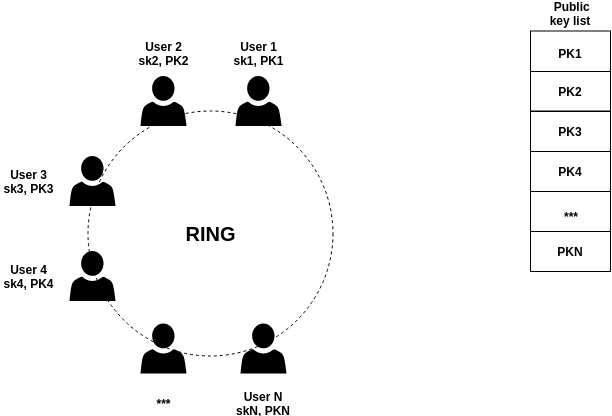 Public
key list
User 2
sk2, PK2
User 1
sk1, PK1
PK1
PK2
PK3
PK4
***
PKN
User 3
sk3, PK3
RING
User 4
sk4, PK4
***
User N
skN, PKN